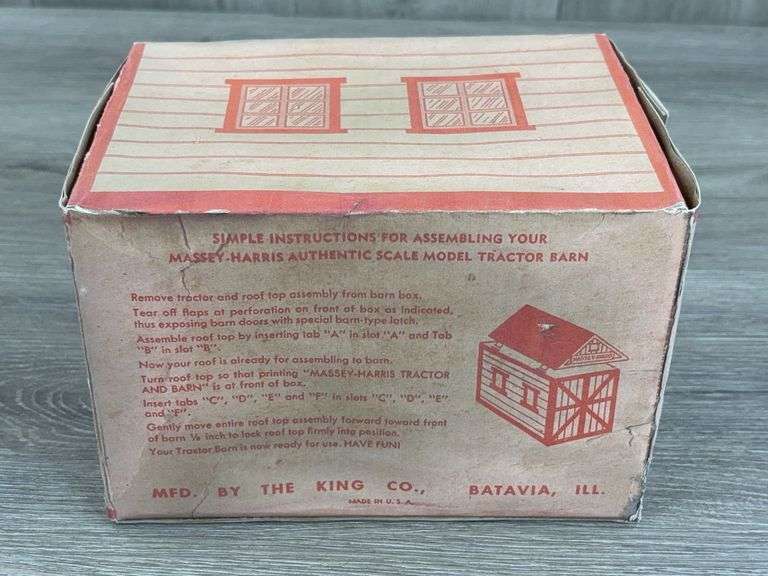 SIMPLE INSTRUCTIONS FOR ASSEMBLING YOUR
MASSEY-HARRIS AUTHENTIC SCALE MODEL TRACTOR BARN
Remove tractor and roof top assembly from barn box.
Tear off flaps at perforation on front of box as indicated,
thus exposing barn doors with special barn-type latch.
Assemble roof top by inserting tab "A" in slot "A" and Tab
"B" in slot "B".
Now your roof is already for assembling to barn.
Turn roof top so that printing "MASSEY-HARRIS TRACTOR
AND BARN" is at front of box.
Insert tabs "C", "D", "E" and "F" in slots "C", "D", "E"
and "F".
Gently move entire roof top assembly forward toward front
of barn ⅛ inch to lock roof top firmly into position.
Your Tractor Barn is now ready for use. HAVE FUN!
MASSEY-HARRIS
MFD. BY THE KING CO., BATAVIA, ILL.
MADE IN U.S.A.